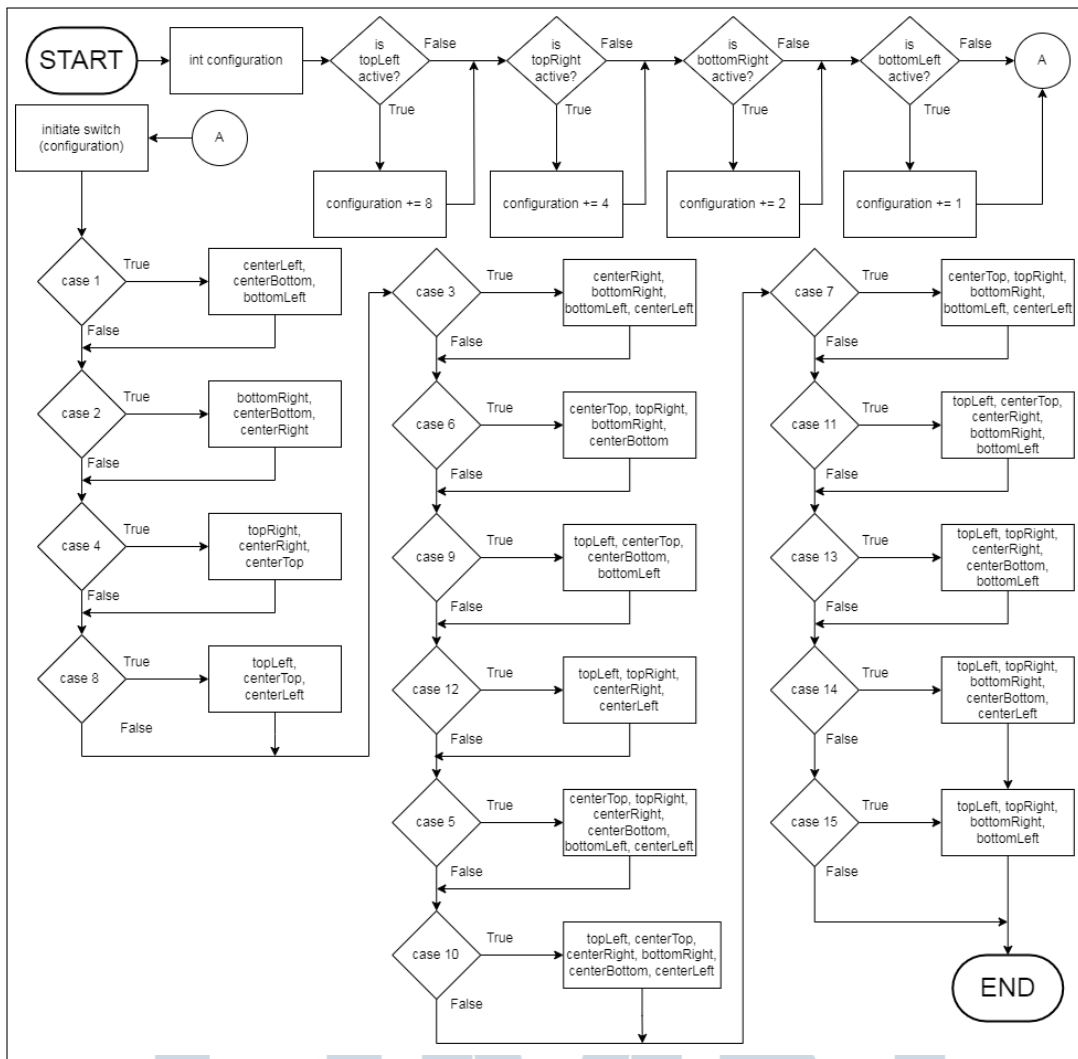 START
int configuration
is
topLeft
active?
False
True
configuration += 8
is
topRight
active?
False
True
configuration += 4
is
bottomRight
active?
False
True
configuration += 2
is
bottomLeft
active?
False
True
configuration += 1
A
A
initiate switch
(configuration)
case 1
True
centerLeft,
centerBottom,
bottomLeft
False
case 2
True
bottomRight,
centerBottom,
centerRight
False
case 4
True
topRight,
centerRight,
centerTop
False
case 8
True
topLeft,
centerTop,
centerLeft
False
case 3
True
centerRight,
bottomRight,
bottomLeft, centerLeft
False
case 6
True
centerTop, topRight,
bottomRight,
centerBottom
False
case 9
True
topLeft, centerTop,
centerBottom,
bottomLeft
False
case 12
True
topLeft, topRight,
centerRight,
centerLeft
False
case 5
True
centerTop, topRight,
centerRight,
centerBottom,
bottomLeft, centerLeft
False
case 10
True
topLeft, centerTop,
centerRight, bottomRight,
centerBottom, centerLeft
False
case 7
True
centerTop, topRight,
bottomRight,
bottomLeft, centerLeft
False
case 11
True
topLeft, centerTop,
centerRight,
bottomRight,
bottomLeft
False
case 13
True
topLeft, topRight,
centerRight,
centerBottom,
bottomLeft
False
case 14
True
topLeft, topRight,
bottomRight,
centerBottom,
centerLeft
False
case 15
True
topLeft, topRight,
bottomRight,
bottomLeft
False
END